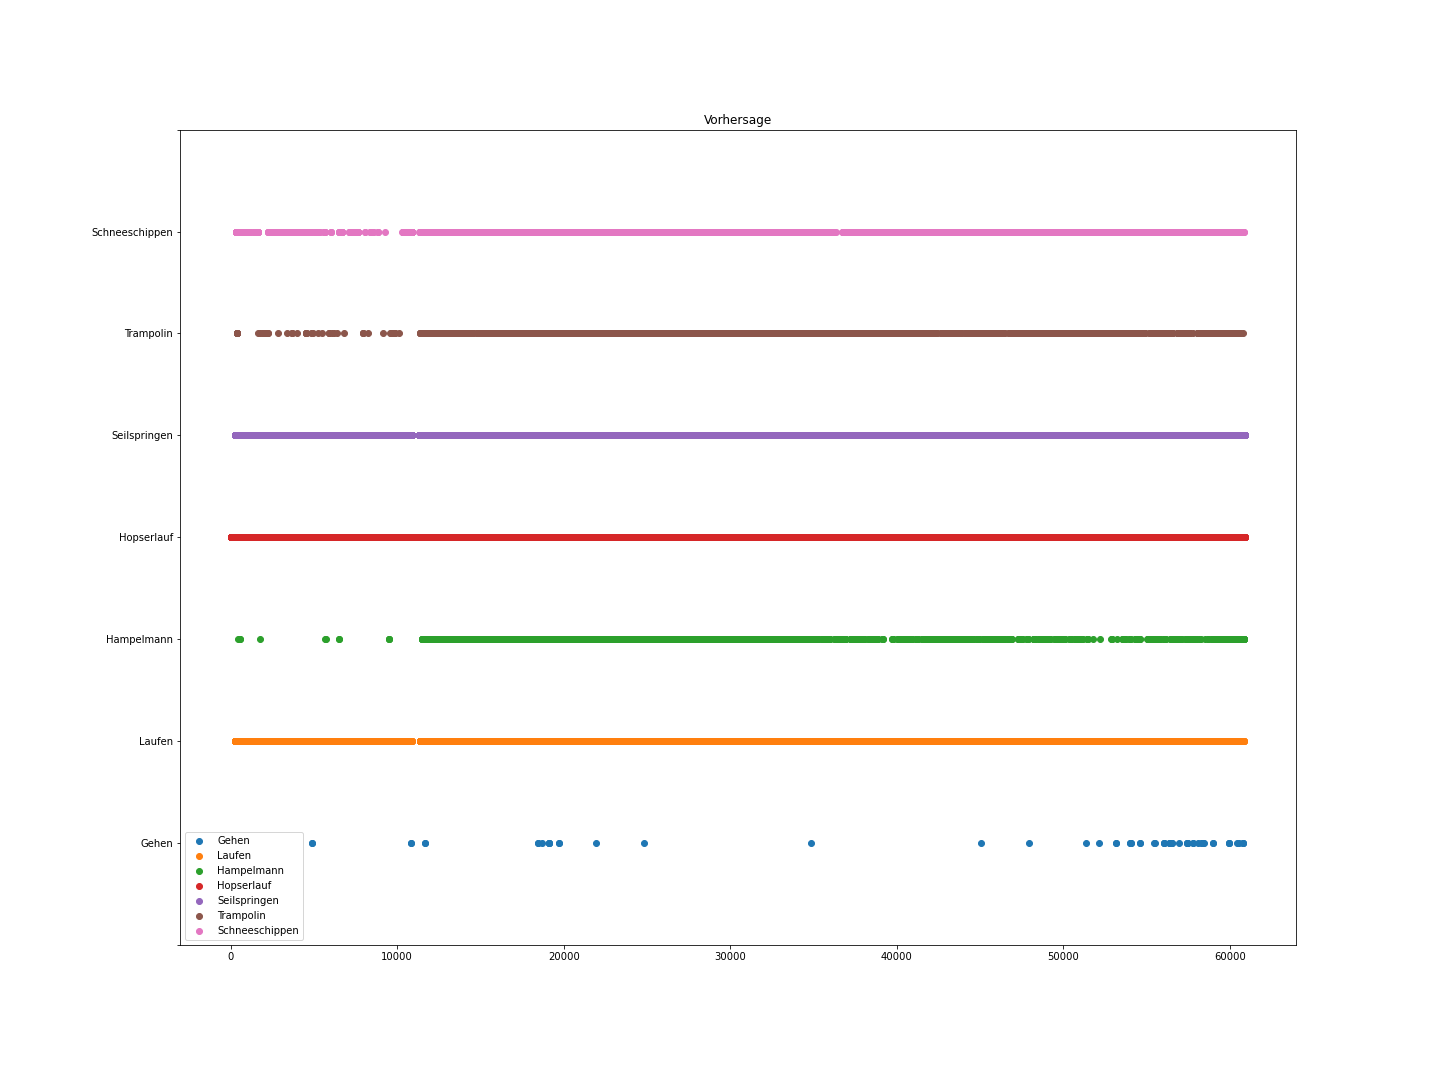 Vorhersage
Schneeschippen
Trampolin
Seilspringen
Hopserlauf
Hampelmann
Laufen
Gehen
Gehen
Laufen
Hampelmann
Hopserlauf
Seilspringen
Trampolin
Schneeschippen
0 10000 20000 30000 40000 50000 60000